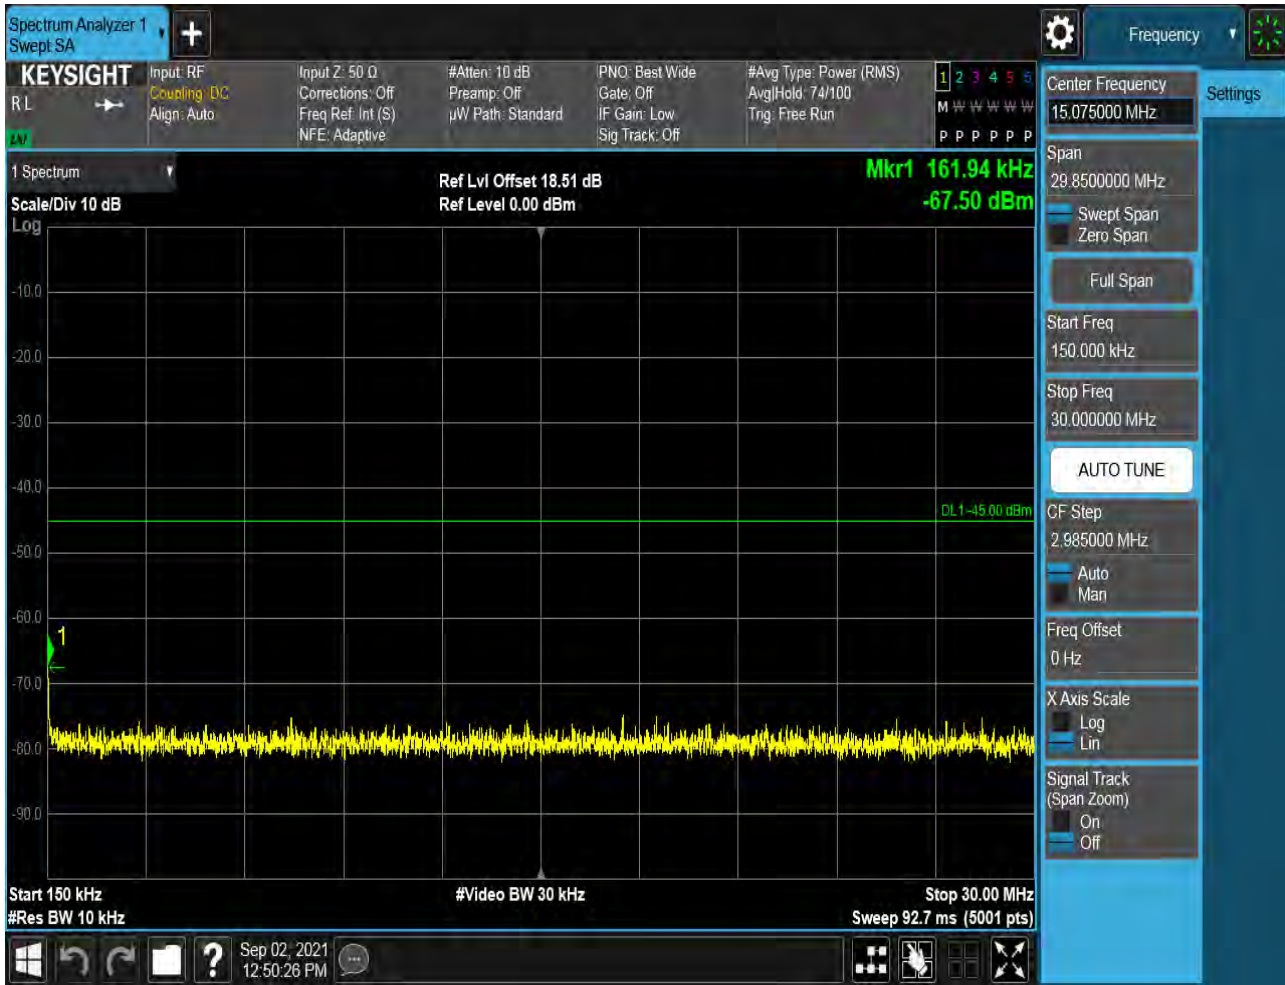 Spectrum Analyzer 1
Swept SA
Frequency
KEYSIGHT
R L
LNI
Input: RF
Coupling: DC
Align: Auto
Input Z: 50 Ω
Corrections: Off
Freq Ref: Int (S)
NFE: Adaptive
#Atten: 10 dB
Preamp: Off
µW Path: Standard
PNO: Best Wide
Gate: Off
IF Gain: Low
Sig Track: Off
#Avg Type: Power (RMS)
Avg|Hold: 74/100
Trig: Free Run
1 2 3 4 5 6
M W W W W W
P P P P P P
1 Spectrum
Scale/Div 10 dB
Log
Ref Lvl Offset 18.51 dB
Ref Level 0.00 dBm
Mkr1 161.94 kHz
-67.50 dBm
-10.0
-20.0
-30.0
-40.0
DL1 -45.00 dBm
-50.0
-60.0
1
-70.0
-80.0
-90.0
Start 150 kHz
#Res BW 10 kHz
#Video BW 30 kHz
Stop 30.00 MHz
Sweep 92.7 ms (5001 pts)
Sep 02, 2021
12:50:26 PM
Center Frequency
15.075000 MHz
Settings
Span
29.8500000 MHz
Swept Span
Zero Span
Full Span
Start Freq
150.000 kHz
Stop Freq
30.000000 MHz
AUTO TUNE
CF Step
2.985000 MHz
Auto
Man
Freq Offset
0 Hz
X Axis Scale
Log
Lin
Signal Track
(Span Zoom)
On
Off